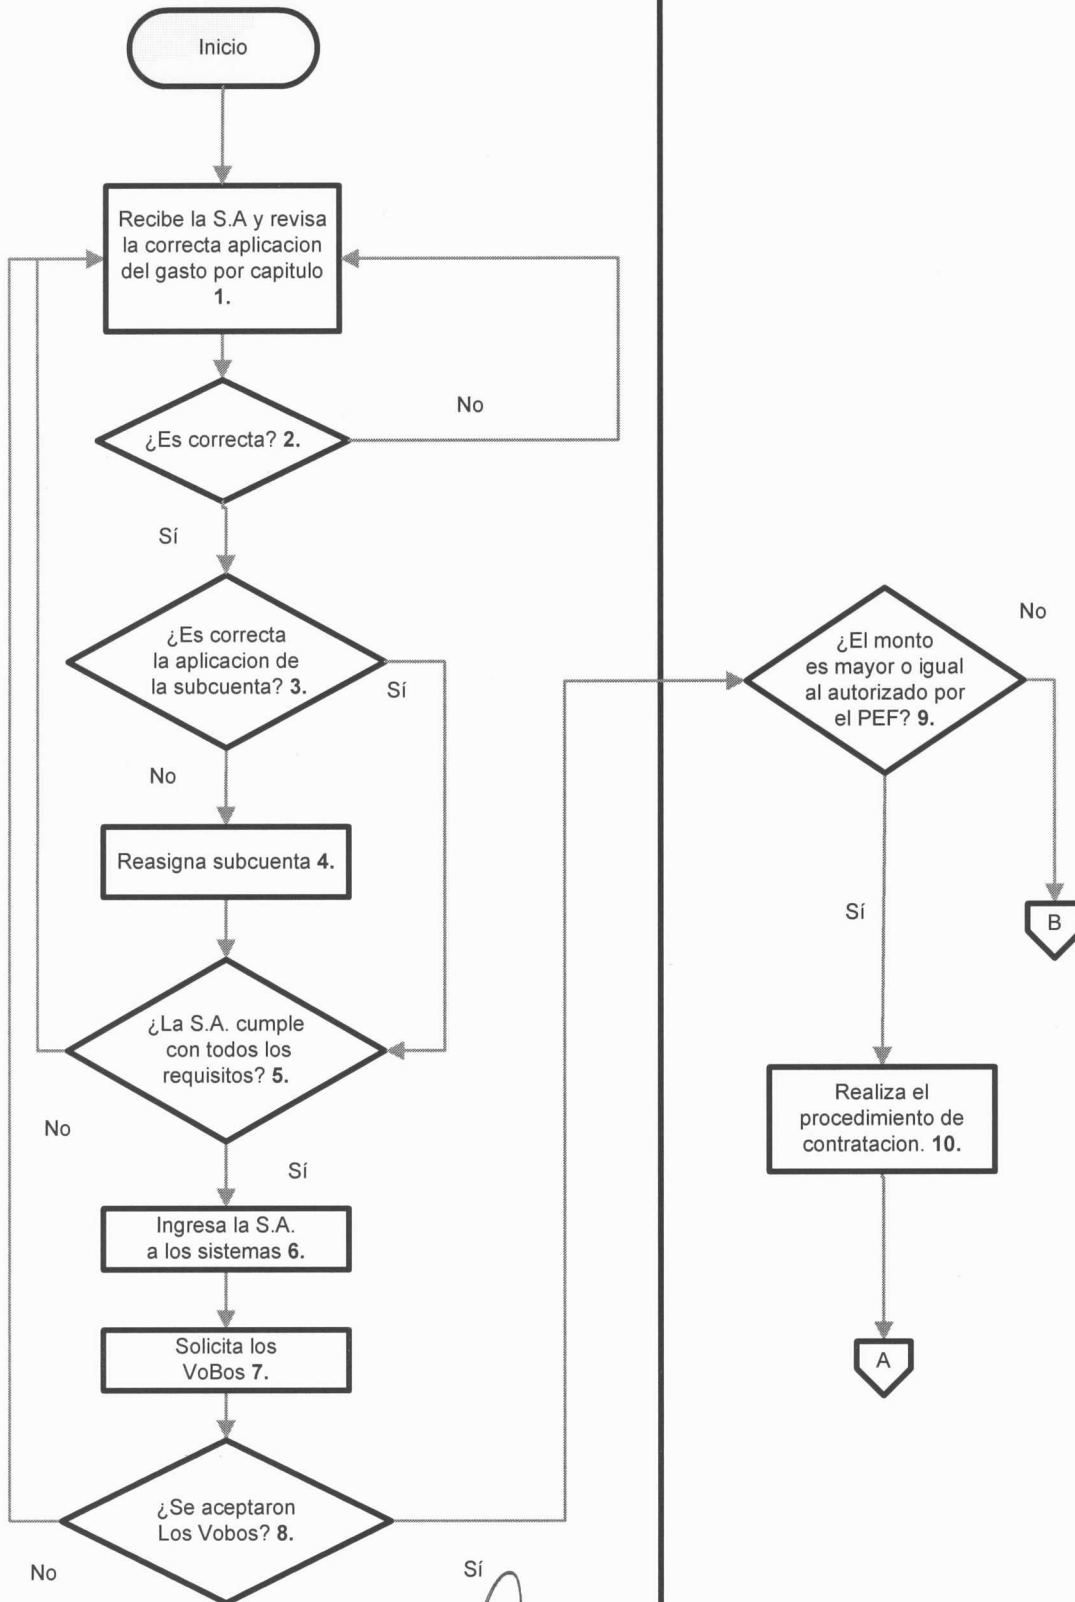 Inicio
Recibe la S.A y revisa
la correcta aplicacion
del gasto por capitulo
1.
¿Es correcta? 2.
No
Sí
¿Es correcta
la aplicacion de
la subcuenta? 3.
Sí
No
Reasigna subcuenta 4.
¿La S.A. cumple
con todos los
requisitos? 5.
No
Sí
Ingresa la S.A.
a los sistemas 6.
Solicita los
VoBos 7.
¿Se aceptaron
Los Vobos? 8.
No
Sí
¿El monto
es mayor o igual
al autorizado por
el PEF? 9.
No
Sí
B
Realiza el
procedimiento de
contratacion. 10.
A